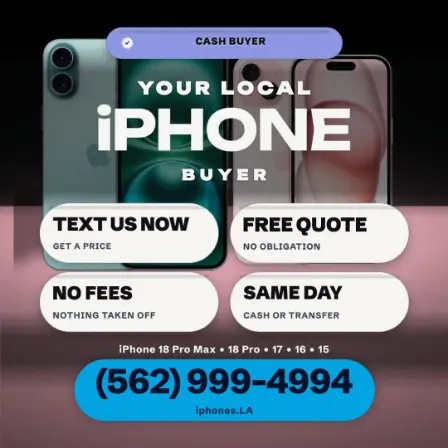 CASH BUYER
YOUR LOCAL
iPHONE
BUYER
TEXT US NOW
GET A PRICE
FREE QUOTE
NO OBLIGATION
NO FEES
NOTHING TAKEN OFF
SAME DAY
CASH OR TRANSFER
iPhone 18 Pro Max • 18 Pro • 17 • 16 • 15
(562) 999-4994
iphones.LA